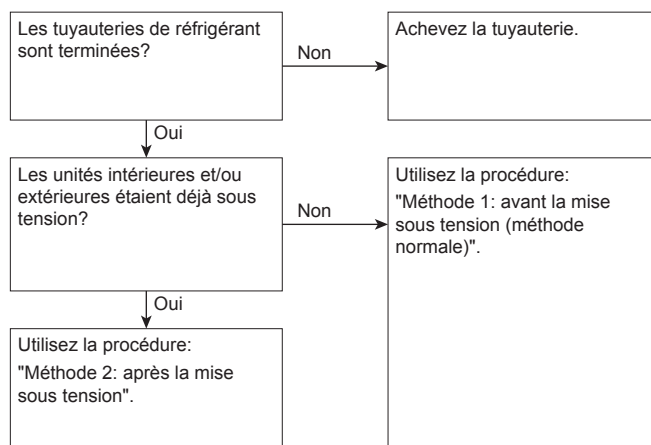 Les tuyauteries de réfrigérant
sont terminées?
Non
Achevez la tuyauterie.
Oui
Les unités intérieures et/ou
extérieures étaient déjà sous
tension?
Non
Utilisez la procédure:
"Méthode 1: avant la mise
sous tension (méthode
normale)".
Oui
Utilisez la procédure:
"Méthode 2: après la mise
sous tension".